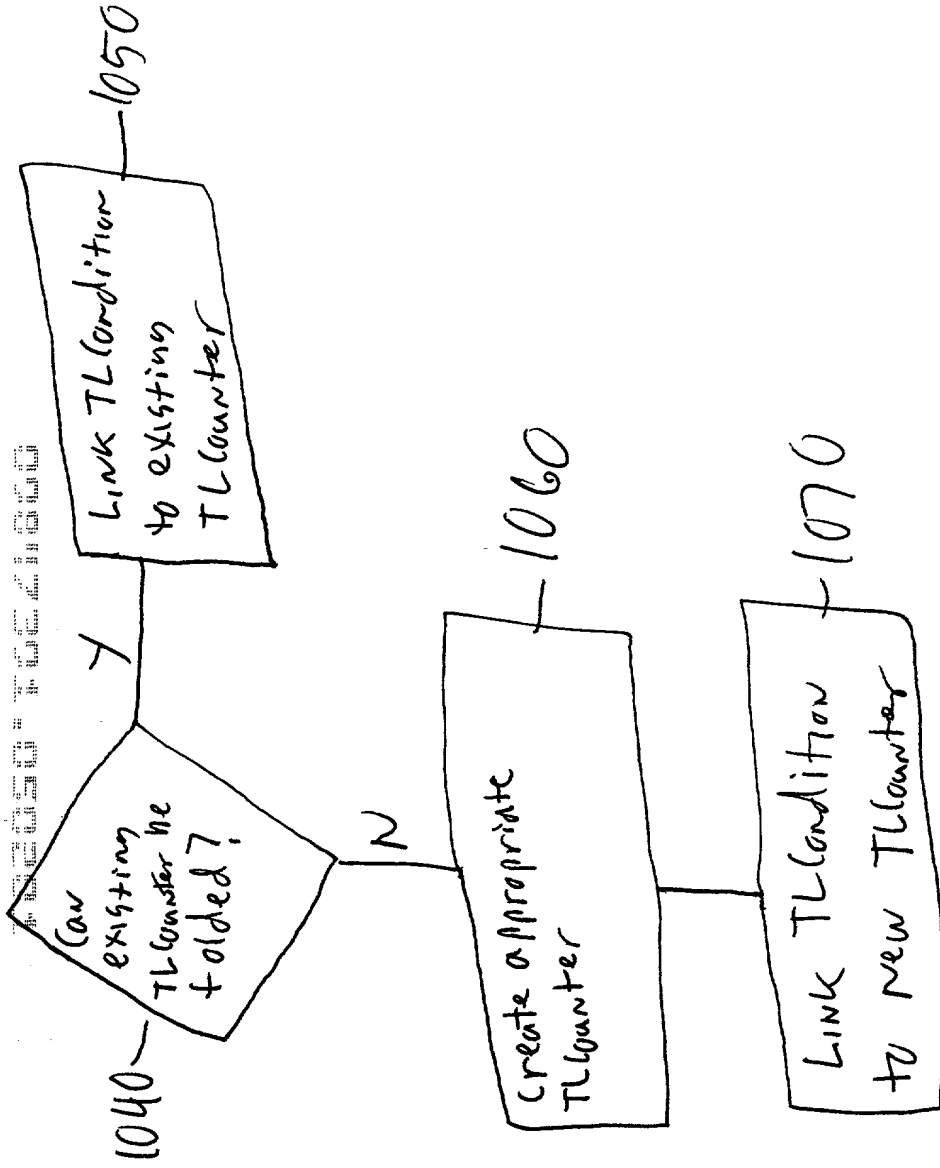 1040
Can
existing
TLCounter be
folded?
Y
LINK TLCondition
to existing
TLCounter
1050
N
Create appropriate
TLCounter
1060
LINK TLCondition
to New TLCounter
1070